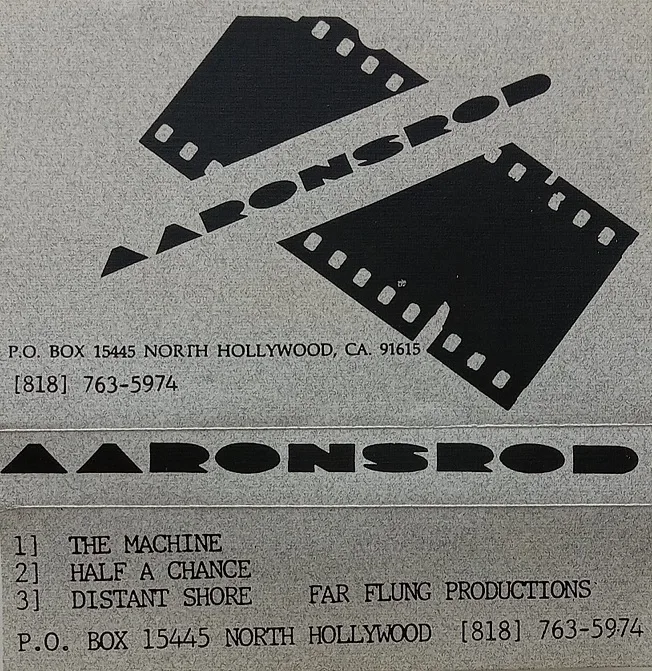 AARONSROD
P.O. BOX 15445 NORTH HOLLYWOOD, CA. 91615
[818] 763-5974
AARONSROD
1] THE MACHINE
2] HALF A CHANCE
3] DISTANT SHORE FAR FLUNG PRODUCTIONS
P.O. BOX 15445 NORTH HOLLYWOOD [818] 763-5974